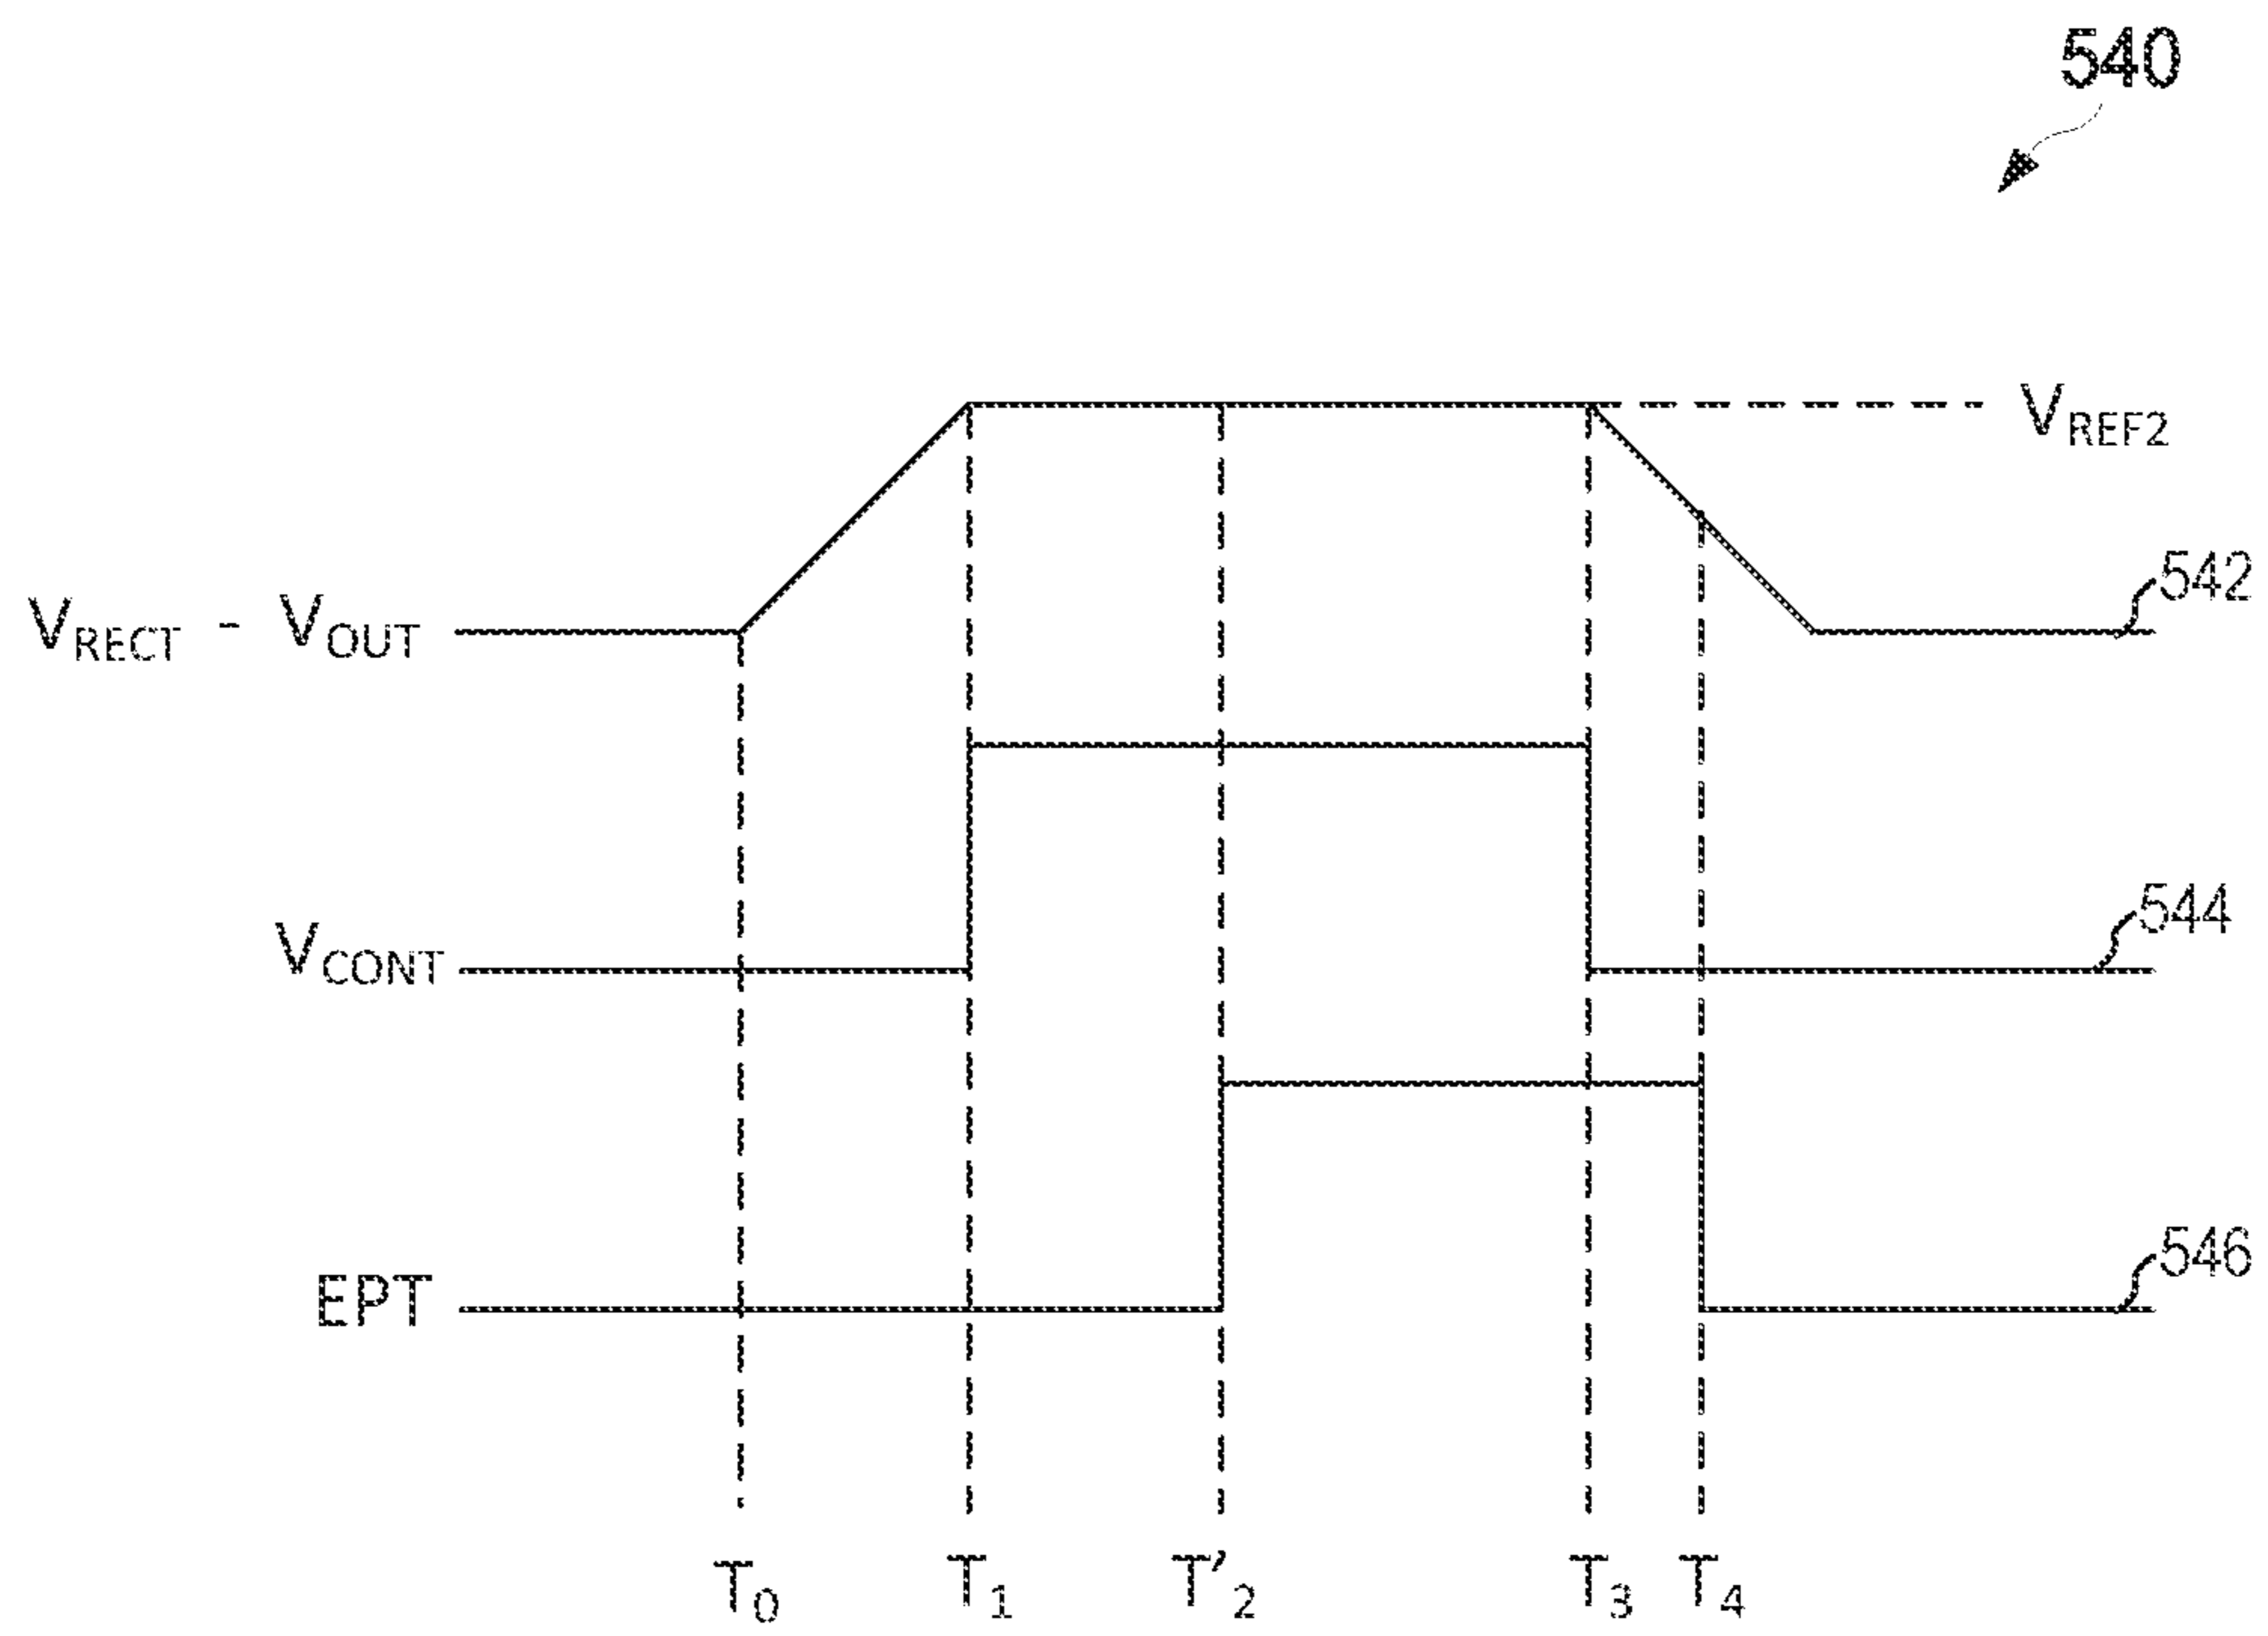 540
V_REF2
542
V_RECT - V_OUT
544
V_CONT
546
EPT
T_0 T_1 T'_2 T_3 T_4